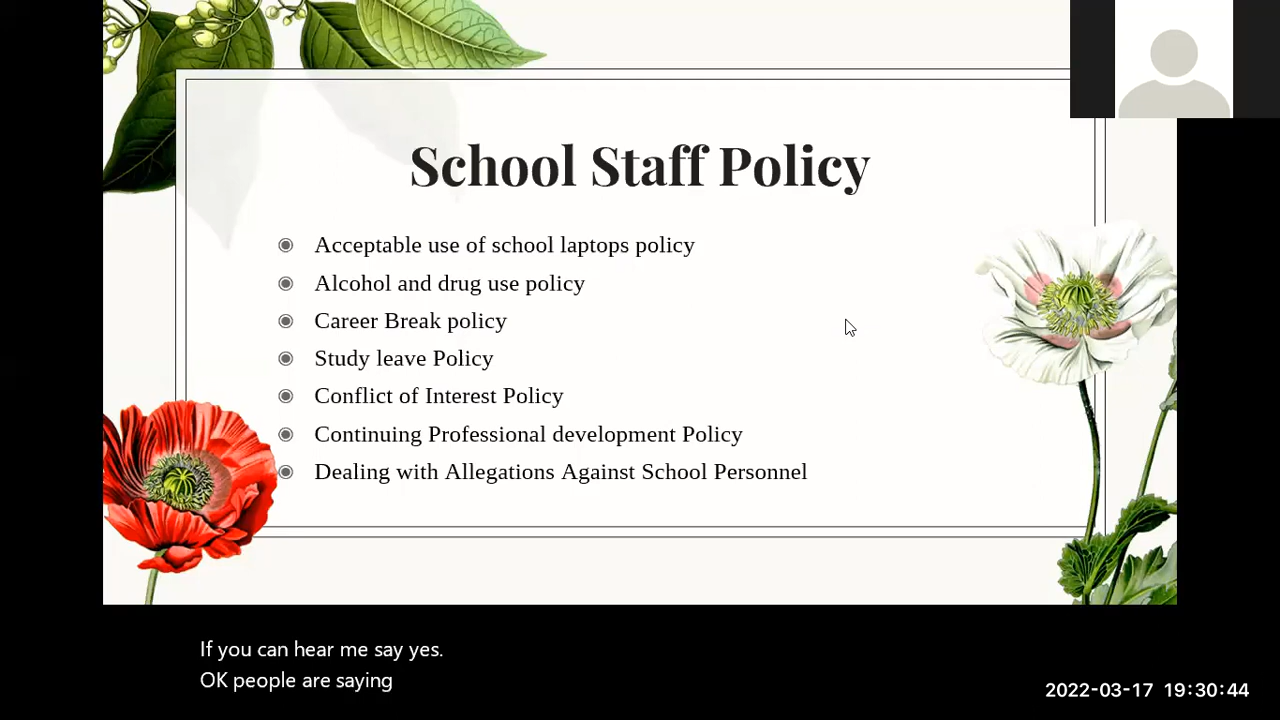 School Staff Policy
Acceptable use of school laptops policy
Alcohol and drug use policy
Career Break policy
Study leave Policy
Conflict of Interest Policy
Continuing Professional development Policy
Dealing with Allegations Against School Personnel
If you can hear me say yes.
OK people are saying
2022-03-17 19:30:44